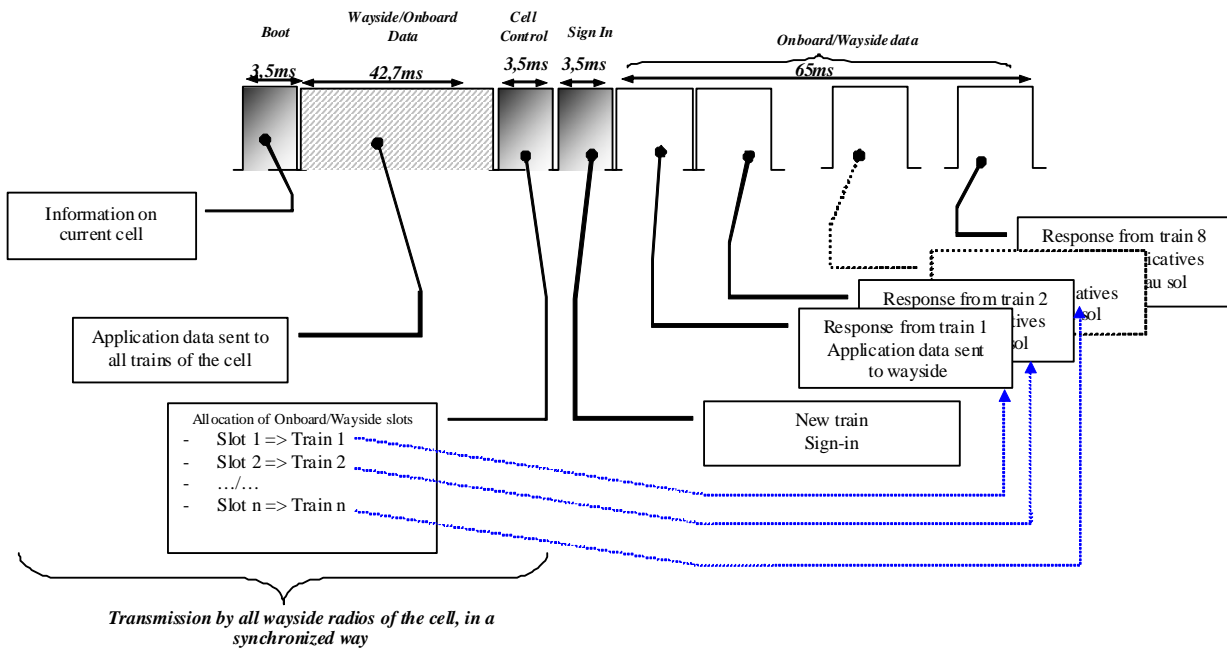 Boot
Wayside/Onboard
Data
Cell
Control
Sign In
Onboard/Wayside data
3,5ms
42,7ms
3,5ms
3,5ms
65ms
Information on
current cell
Application data sent to
all trains of the cell
Allocation of Onboard/Wayside slots
- Slot 1 => Train 1
- Slot 2 => Train 2
- …/…
- Slot n => Train n
New train
Sign-in
Response from train 1
Application data sent
to wayside
Response from train 2
sol
sol
Response from train 8
au sol
Transmission by all wayside radios of the cell, in a
synchronized way